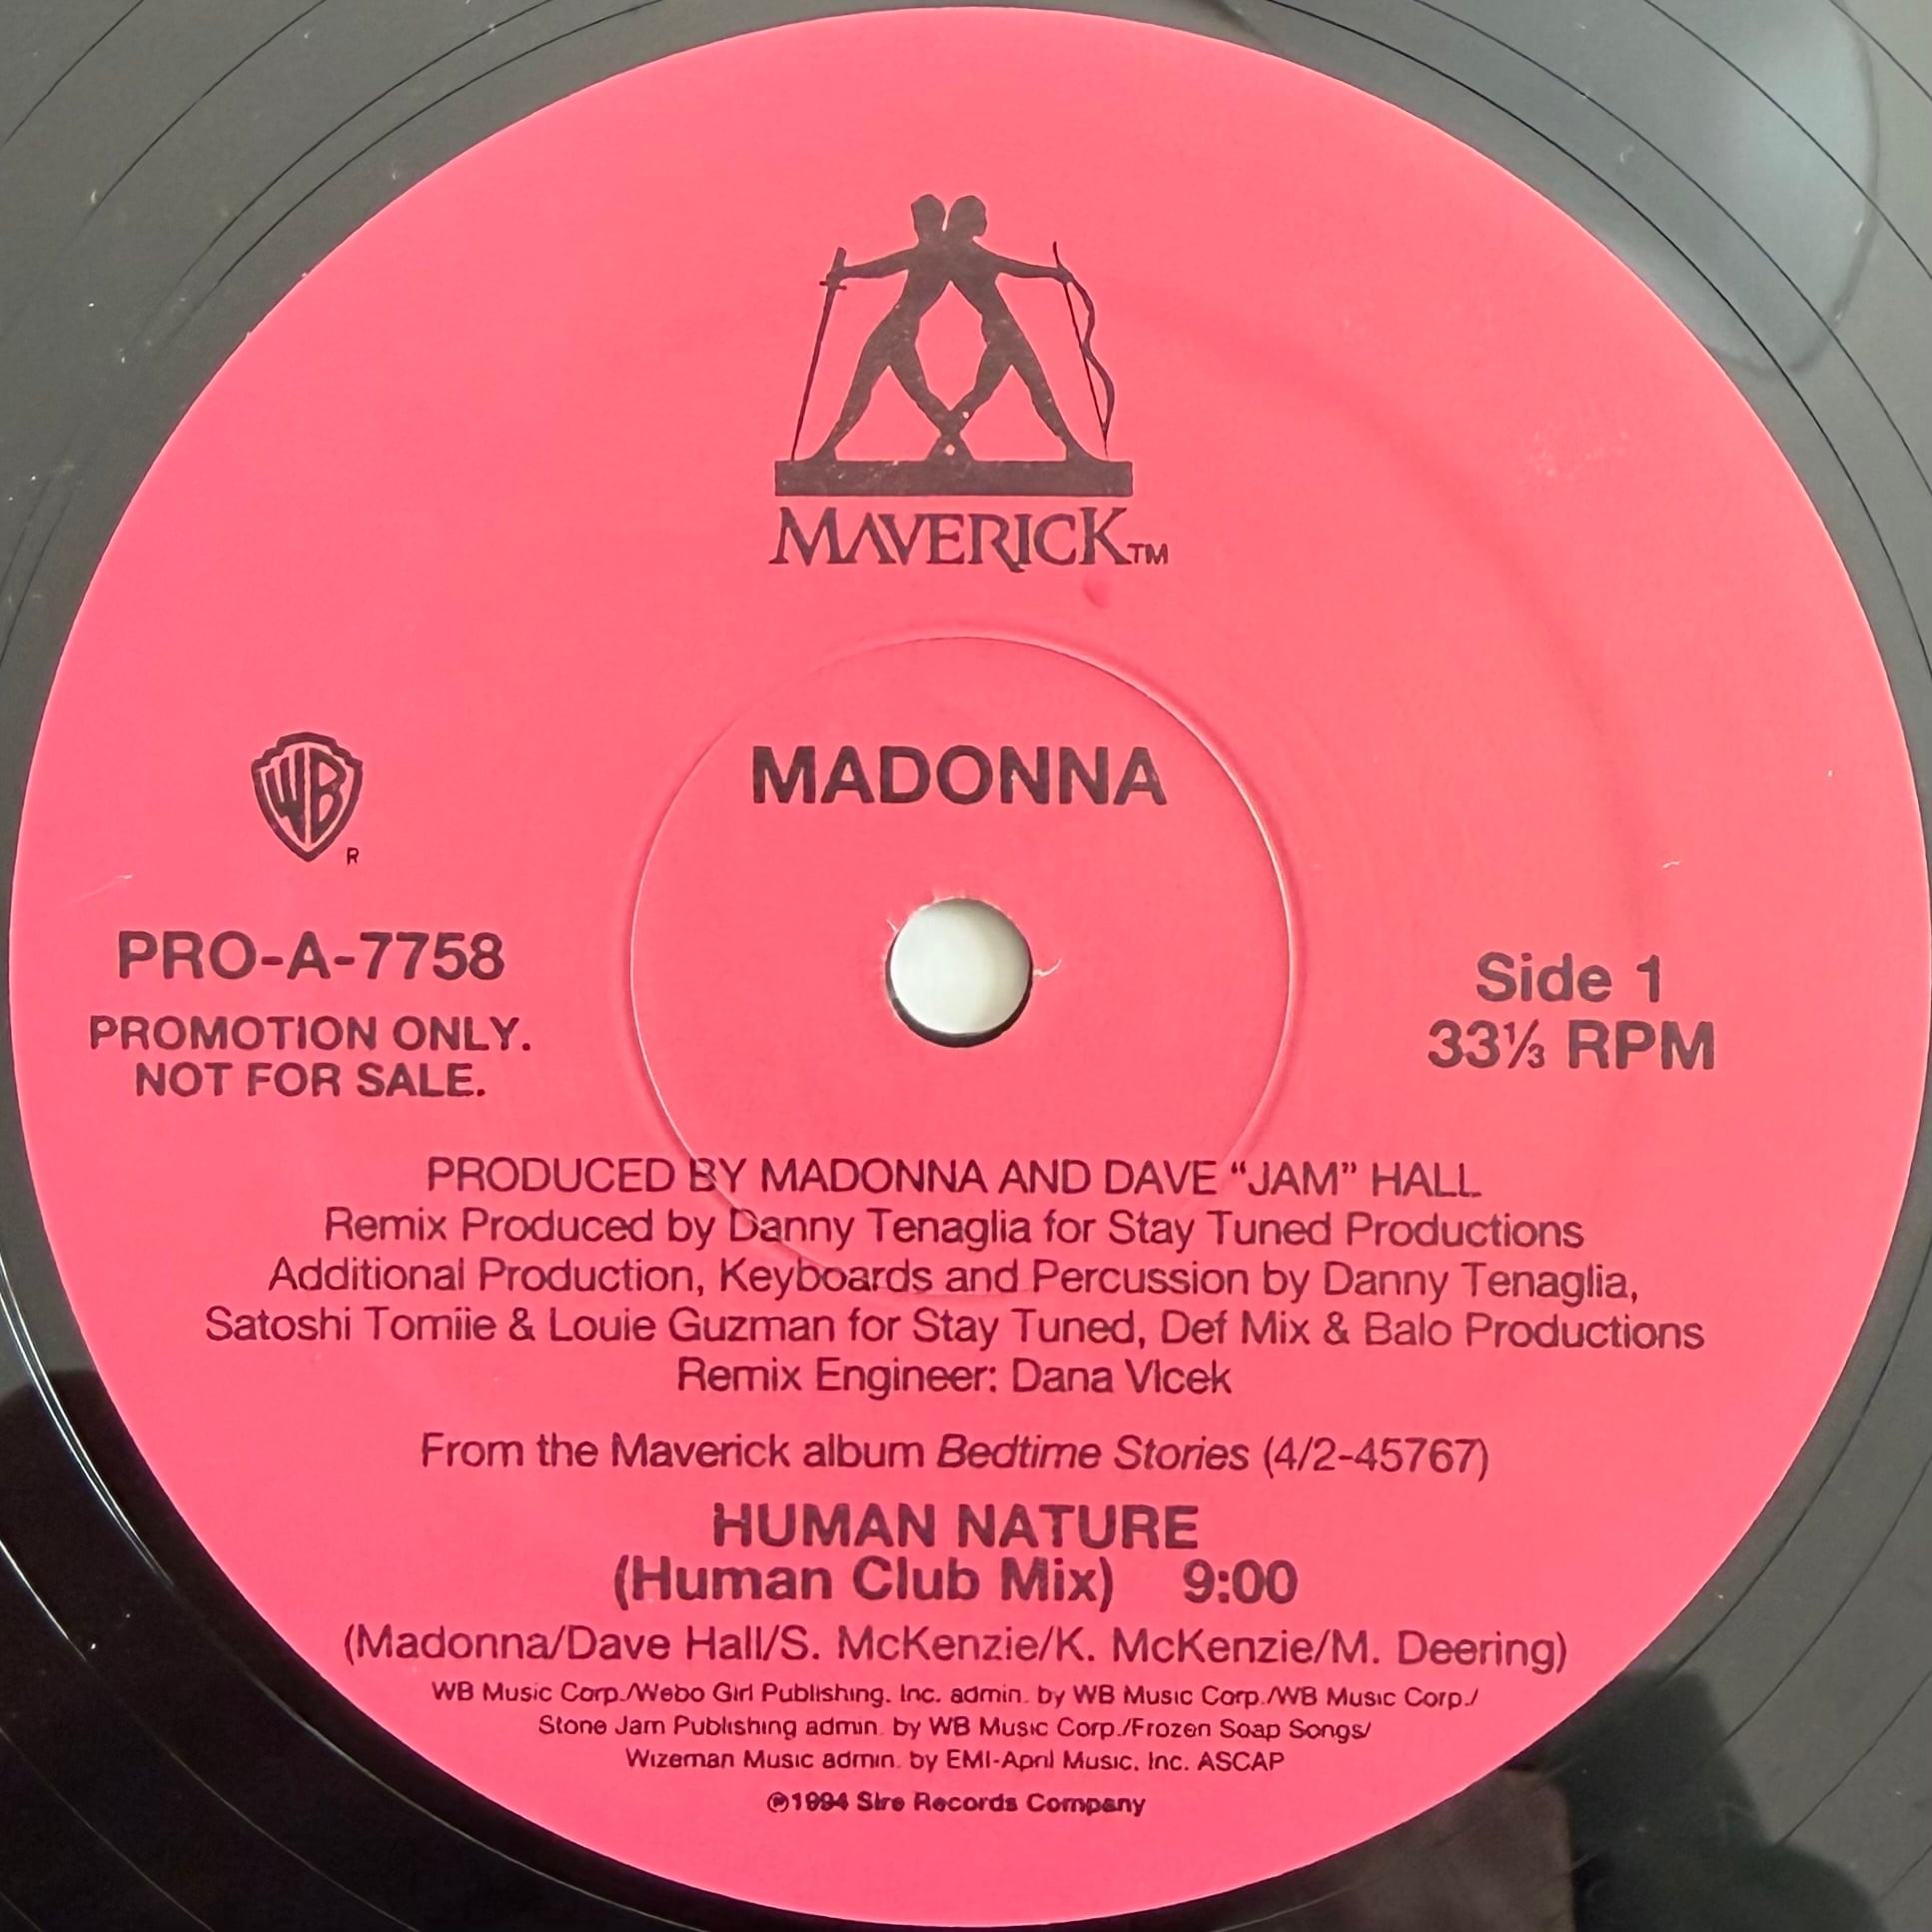 MAVERICK™
MADONNA
WB
R
PRO-A-7758
PROMOTION ONLY.
NOT FOR SALE.
Side 1
33⅓ RPM
PRODUCED BY MADONNA AND DAVE “JAM” HALL
Remix Produced by Danny Tenaglia for Stay Tuned Productions
Additional Production, Keyboards and Percussion by Danny Tenaglia,
Satoshi Tomiie & Louie Guzman for Stay Tuned, Def Mix & Balo Productions
Remix Engineer: Dana Vlcek
From the Maverick album Bedtime Stories (4/2-45767)
HUMAN NATURE
(Human Club Mix) 9:00
(Madonna/Dave Hall/S. McKenzie/K. McKenzie/M. Deering)
WB Music Corp./Webo Girl Publishing, Inc. admin. by WB Music Corp./WB Music Corp./
Stone Jam Publishing admin. by WB Music Corp./Frozen Soap Songs/
Wizeman Music admin. by EMI-April Music, Inc. ASCAP
℗1994 Sire Records Company